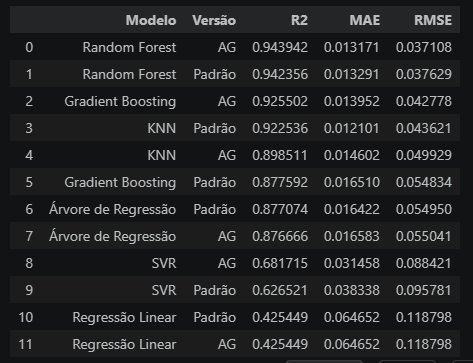 Modelo Versão R2 MAE RMSE
0 Random Forest AG 0.943942 0.013171 0.037108
1 Random Forest Padrão 0.942356 0.013291 0.037629
2 Gradient Boosting AG 0.925502 0.013952 0.042778
3 KNN Padrão 0.922536 0.012101 0.043621
4 KNN AG 0.898511 0.014602 0.049929
5 Gradient Boosting Padrão 0.877592 0.016510 0.054834
6 Árvore de Regressão Padrão 0.877074 0.016422 0.054950
7 Árvore de Regressão AG 0.876666 0.016583 0.055041
8 SVR AG 0.681715 0.031458 0.088421
9 SVR Padrão 0.626521 0.038338 0.095781
10 Regressão Linear Padrão 0.425449 0.064652 0.118798
11 Regressão Linear AG 0.425449 0.064652 0.118798